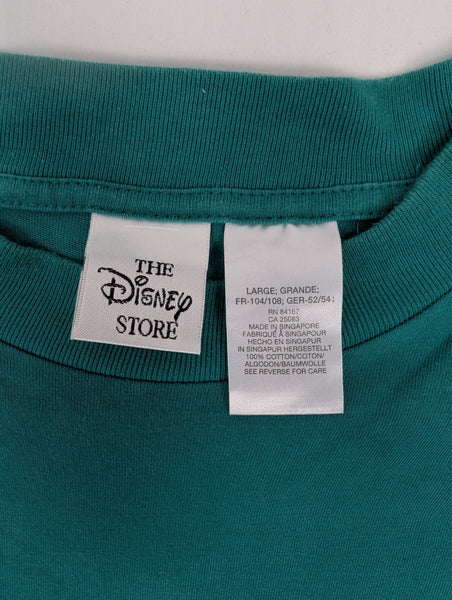 THE
Disney
STORE
LARGE; GRANDE;
FR-104/108; GER-52/54;
RN 84167
CA 25083
MADE IN SINGAPORE
FABRIQUÉ À SINGAPOUR
HECHO EN SINGAPUR
IN SINGAPUR HERGESTELLT
100% COTTON/COTON/
ALGODON/BAUMWOLLE
SEE REVERSE FOR CARE